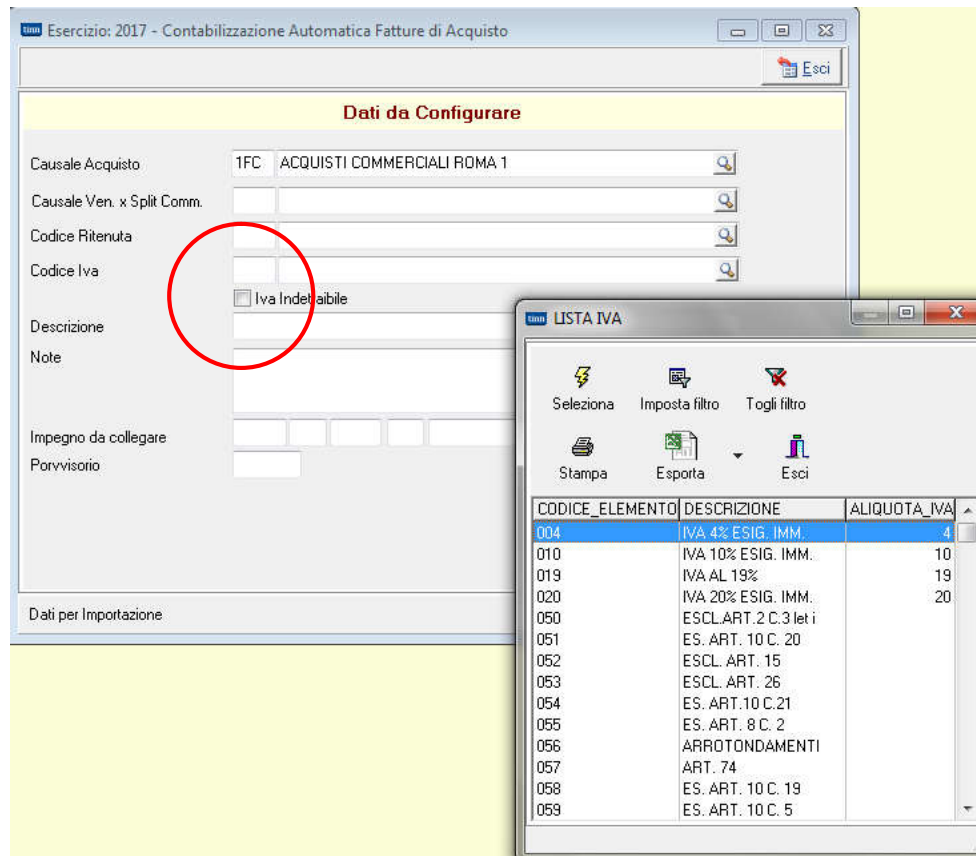 tinn Esercizio: 2017 - Contabilizzazione Automatica Fatture di Acquisto
Esci
Dati da Configurare
Causale Acquisto 1FC ACQUISTI COMMERCIALI ROMA 1
Causale Ven. x Split Comm.
Codice Ritenuta
Codice Iva
Iva Indetraibile
Descrizione
Note
Impegno da collegare
Porvvisorio
Dati per Importazione
tinn LISTA IVA
Seleziona Imposta filtro Togli filtro
Stampa Esporta Esci
CODICE_ELEMENTO DESCRIZIONE ALIQUOTA_IVA
004 IVA 4% ESIG. IMM. 4
010 IVA 10% ESIG. IMM. 10
019 IVA AL 19% 19
020 IVA 20% ESIG. IMM. 20
050 ESCL.ART.2 C.3 let i
051 ES. ART. 10 C. 20
052 ESCL. ART. 15
053 ESCL. ART. 26
054 ES. ART.10 C.21
055 ES. ART. 8 C. 2
056 ARROTONDAMENTI
057 ART. 74
058 ES. ART. 10 C. 19
059 ES. ART. 10 C. 5